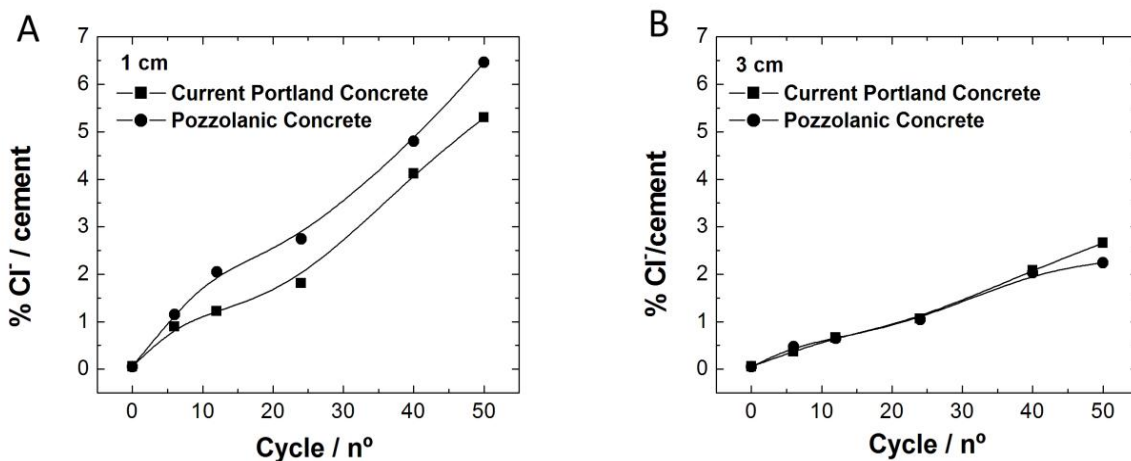 A
1 cm
Current Portland Concrete
Pozzolanic Concrete
7
6
5
4
3
2
1
0
% Cl⁻ / cement
0 10 20 30 40 50
Cycle / nº
B
3 cm
Current Portland Concrete
Pozzolanic Concrete
7
6
5
4
3
2
1
0
% Cl⁻/cement
0 10 20 30 40 50
Cycle / nº